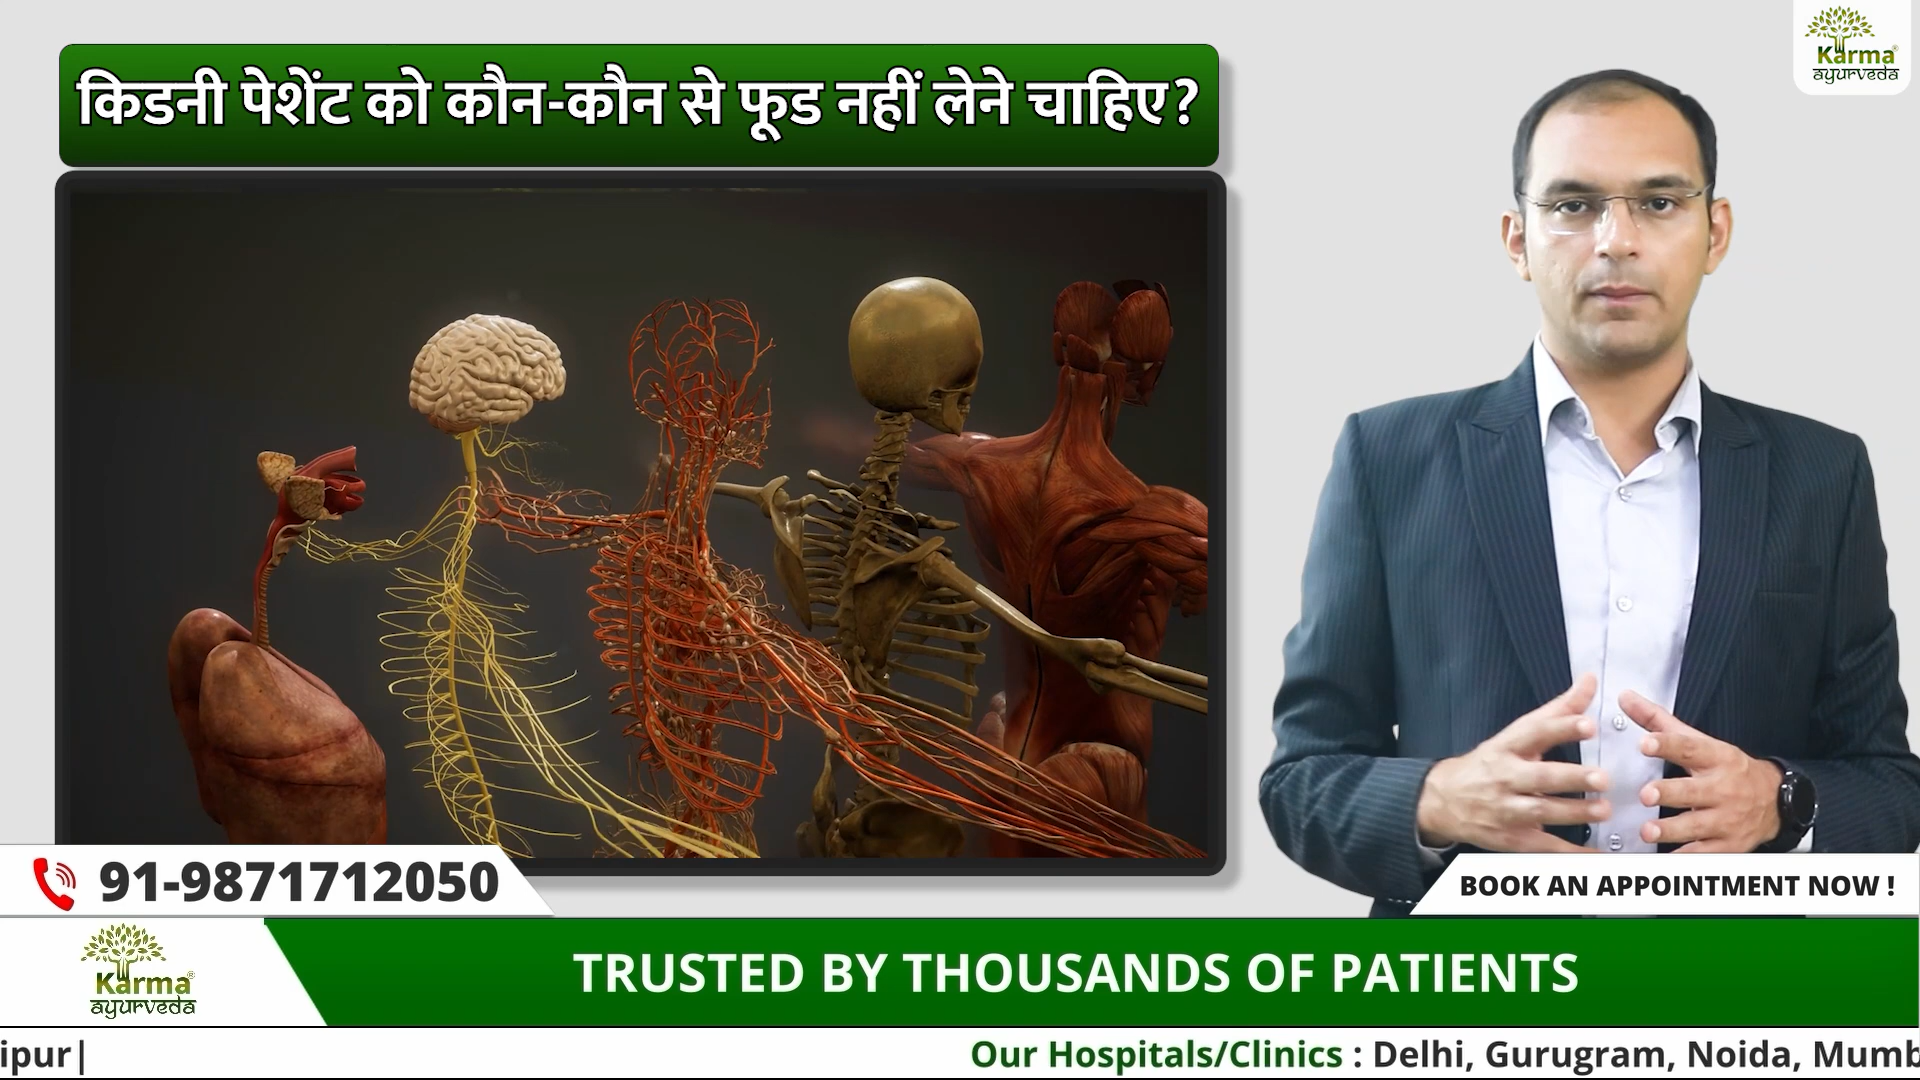 किडनी पेशेंट को कौन-कौन से फूड नहीं लेने चाहिए?
Karma
ayurveda
91-9871712050
BOOK AN APPOINTMENT NOW !
Karma
ayurveda
TRUSTED BY THOUSANDS OF PATIENTS
ipur| Our Hospitals/Clinics : Delhi, Gurugram, Noida, Mumb